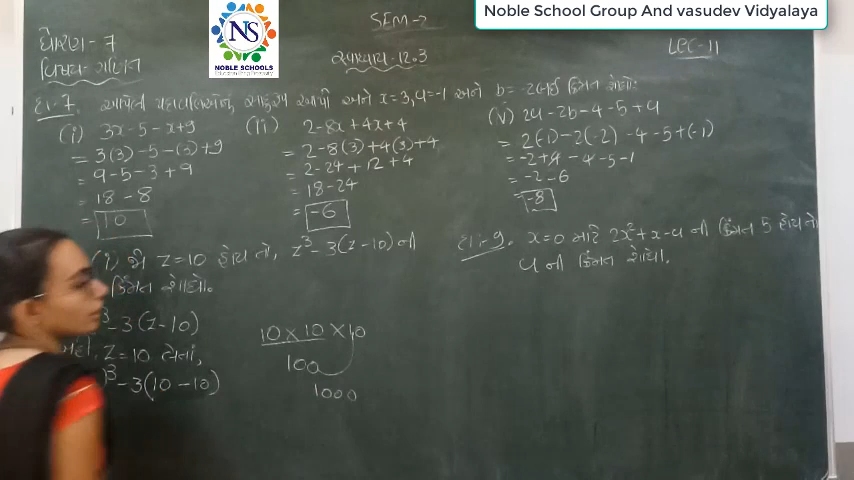 Noble School Group And vasudev Vidyalaya
NS
NOBLE SCHOOLS
ધોરણ-7
વિષય-ગણિત
SEM-2
સ્વાધ્યાય-12.3
Lec-11
દા-7. આપેલી પદાવલિઓનું સાદુરૂપ આપી અને x=3, a=-1 અને b=-2 લઈ કિંમત શોધો:
(i) 3x-5-x+9
= 3(3)-5-(3)+9
= 9-5-3+9
= 18-8
= 10
(ii) 2-8x+4x+4
= 2-8(3)+4(3)+4
= 2-24+12+4
= 18-24
= -6
(v) 2a-2b-4-5+a
= 2(-1)-2(-2)-4-5+(-1)
= -2+4-4-5-1
= -2-6
= -8
(i) જો z=10 હોય તો, z³-3(z-10) ની
કિંમત શોધો.
³-3(z-10)
z=10 લેતાં,
)³-3(10-10)
10×10×10
100
1000
દા-9. x=0 માટે 2x²+x-a ની કિંમત 5 હોય તો
a ની કિંમત શોધો.